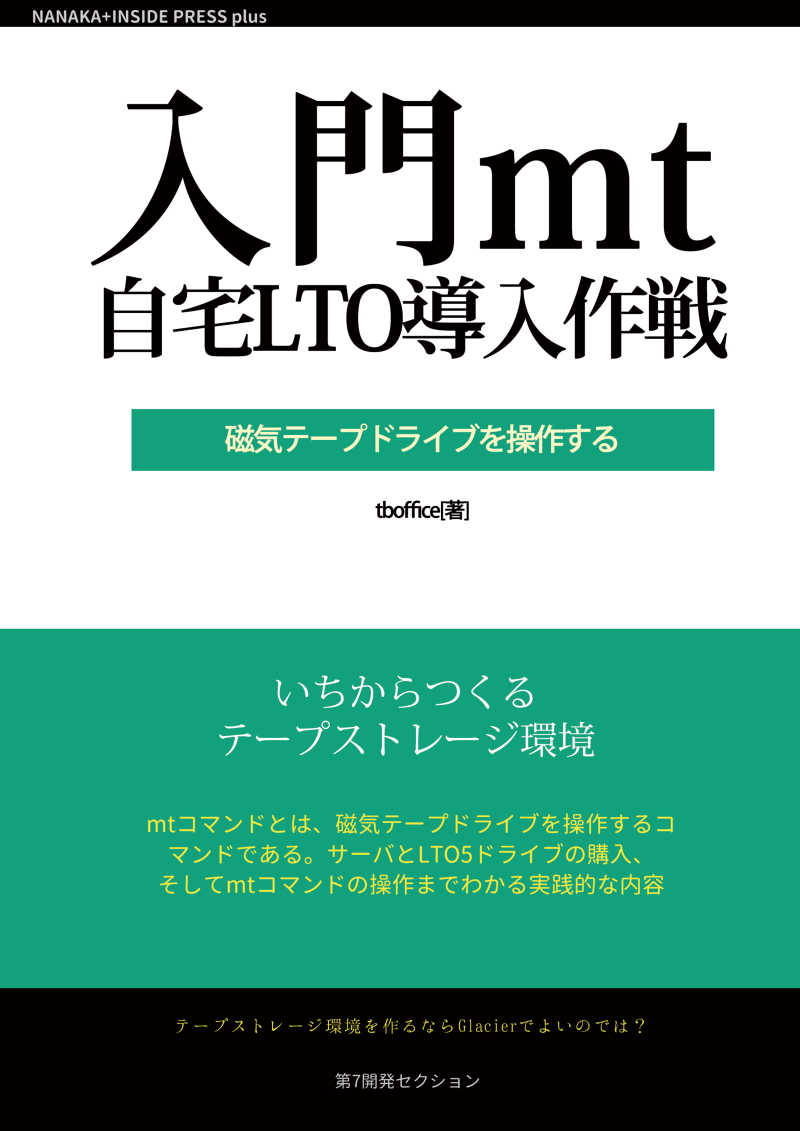 NANAKA+INSIDE PRESS plus
入門mt
自宅LTO導入作戦
磁気テープドライブを操作する
tboffice[著]
いちからつくる
テープストレージ環境
mtコマンドとは、磁気テープドライブを操作するコ
マンドである。サーバとLTO5ドライブの購入、
そしてmtコマンドの操作までわかる実践的な内容
テープストレージ環境を作るならGlacierでよいのでは？
第7開発セクション